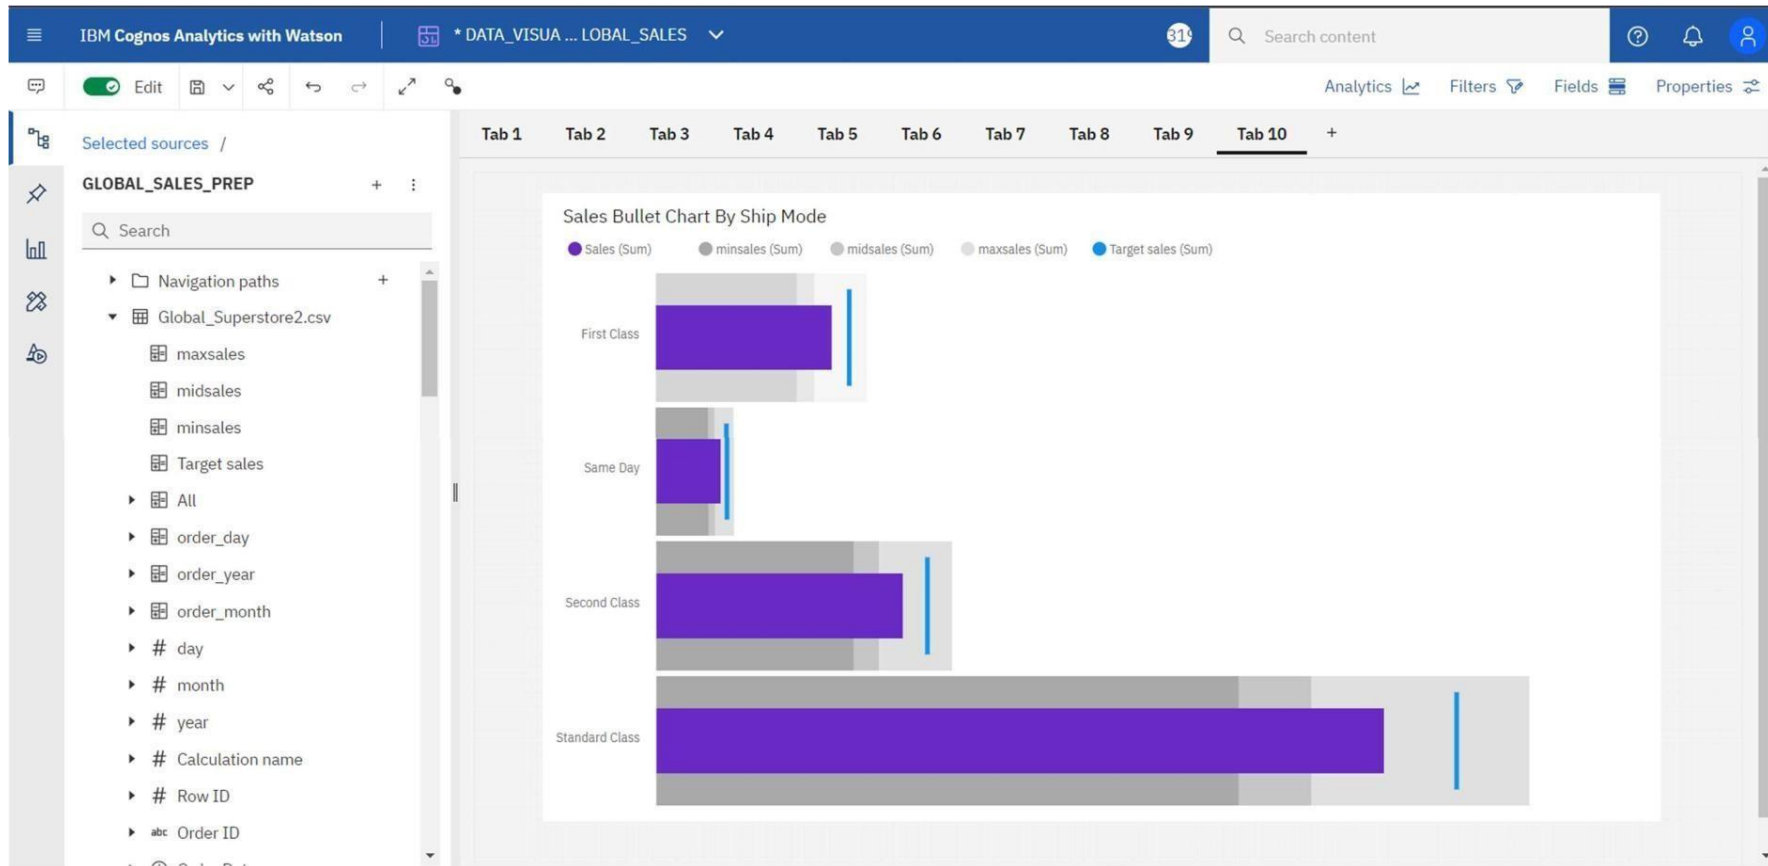 IBM Cognos Analytics with Watson
* DATA_VISUA ... LOBAL_SALES
Search content
Edit
Analytics
Filters
Fields
Properties
Selected sources /
Tab 1 Tab 2 Tab 3 Tab 4 Tab 5 Tab 6 Tab 7 Tab 8 Tab 9 Tab 10 +
GLOBAL_SALES_PREP
Search
Navigation paths
Global_Superstore2.csv
maxsales
midsales
minsales
Target sales
All
order_day
order_year
order_month
# day
# month
# year
# Calculation name
# Row ID
abc Order ID
Sales Bullet Chart By Ship Mode
Sales (Sum) minsales (Sum) midsales (Sum) maxsales (Sum) Target sales (Sum)
First Class
Same Day
Second Class
Standard Class